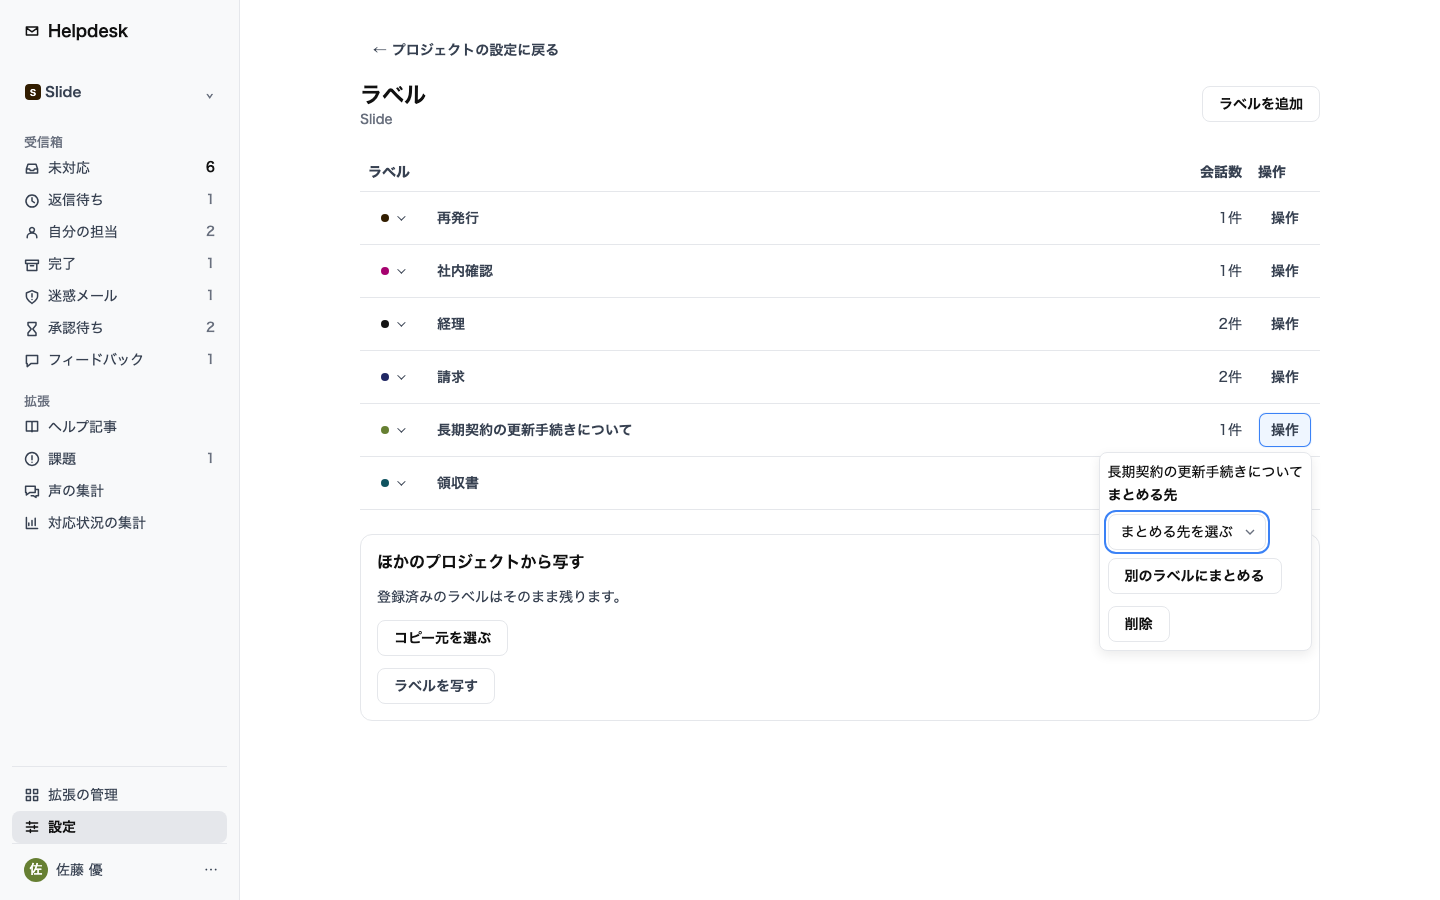 Helpdesk
S Slide
受信箱
未対応 6
返信待ち 1
自分の担当 2
完了 1
迷惑メール 1
承認待ち 2
フィードバック 1
拡張
ヘルプ記事
課題 1
声の集計
対応状況の集計
拡張の管理
設定
佐 佐藤 優 …
← プロジェクトの設定に戻る
ラベル
Slide
ラベルを追加
ラベル 会話数 操作
再発行 1件 操作
社内確認 1件 操作
経理 2件 操作
請求 2件 操作
長期契約の更新手続きについて 1件 操作
領収書
長期契約の更新手続きについて
まとめる先
まとめる先を選ぶ
別のラベルにまとめる
削除
ほかのプロジェクトから写す
登録済みのラベルはそのまま残ります。
コピー元を選ぶ
ラベルを写す